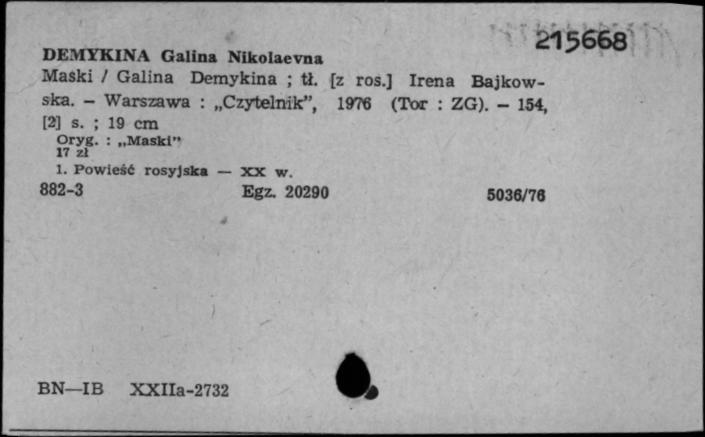 215668
DEMYKINA Galina Nikolaevna
Maski / Galina Demykina ; tł. [z ros.] Irena Bajkow-
ska. – Warszawa : „Czytelnik”, 1976 (Tor : ZG). – 154,
[2] s. ; 19 cm
Oryg. : „Maski”
17 zł
1. Powieść rosyjska — XX w.
882-3 Egz. 20290 5036/76
BN—IB XXIIa-2732